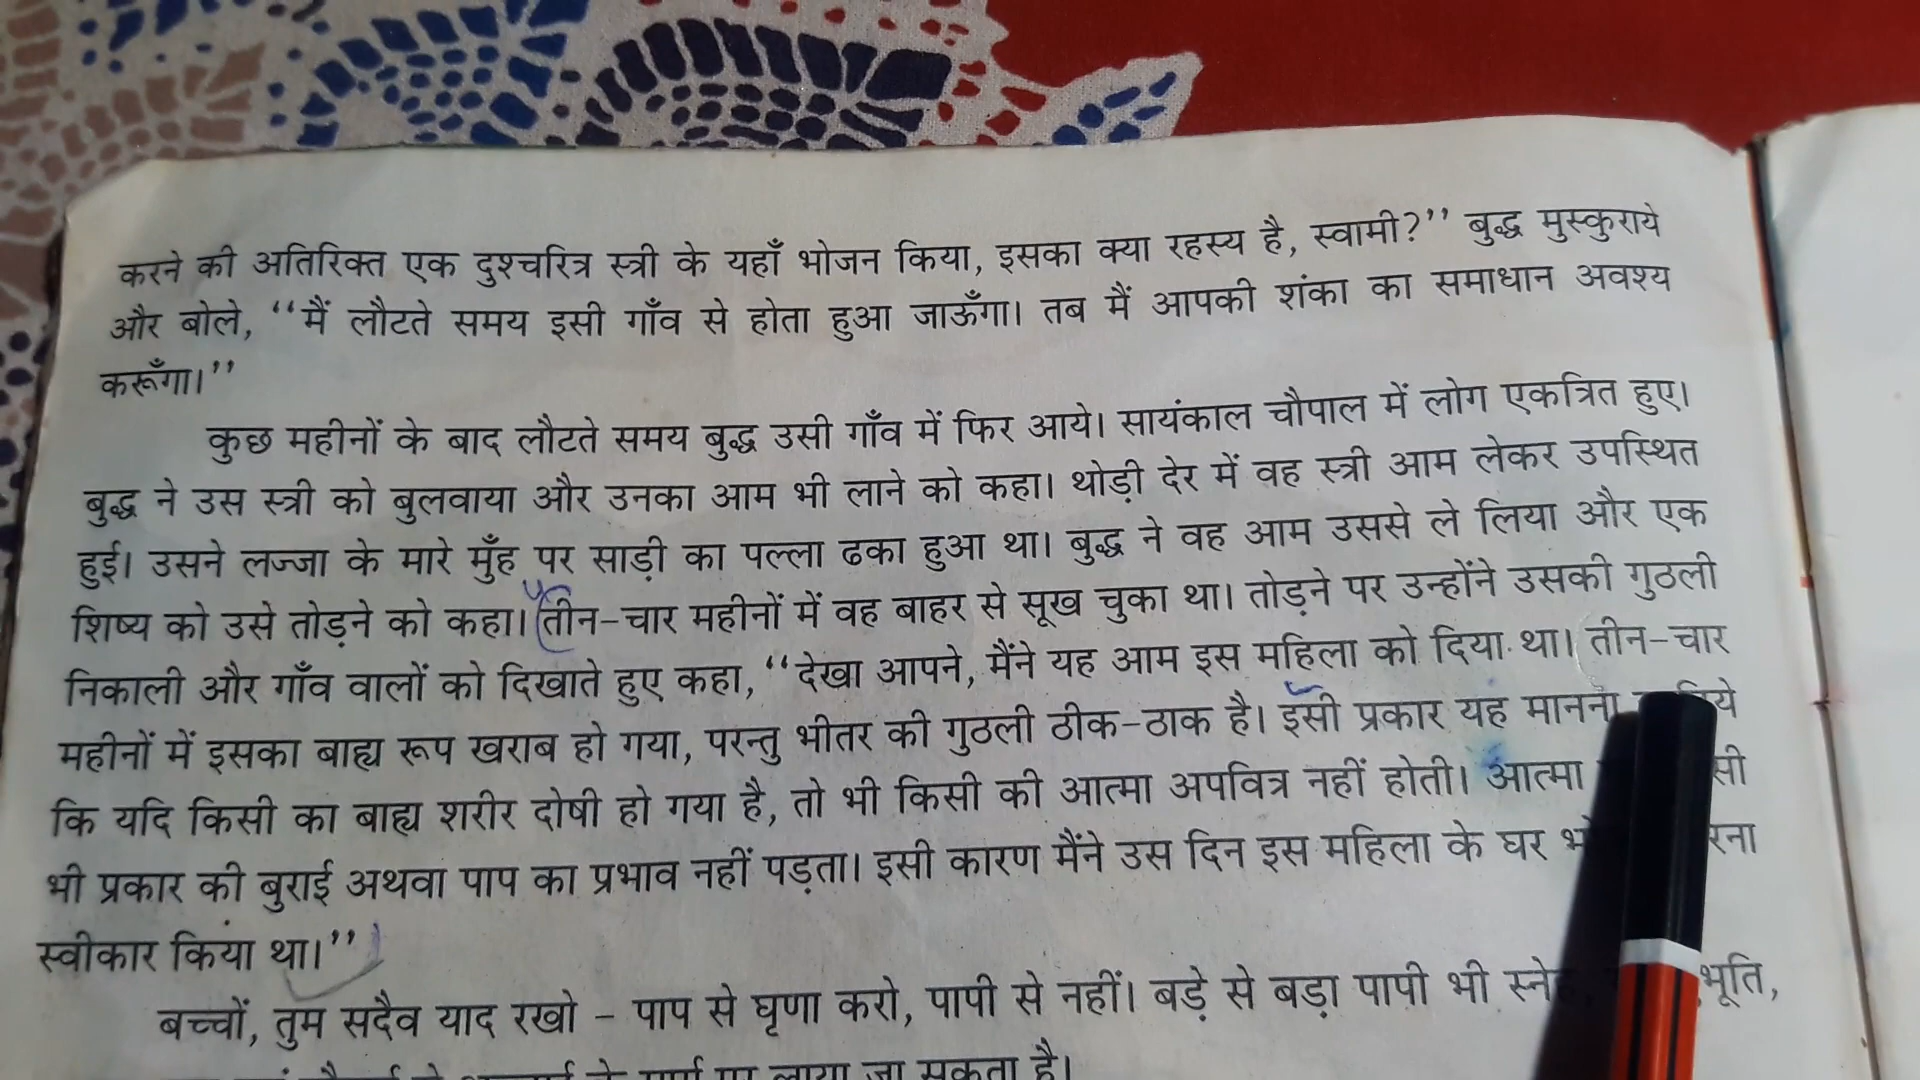 करने की अतिरिक्त एक दुश्चरित्र स्त्री के यहाँ भोजन किया, इसका क्या रहस्य है, स्वामी?’’ बुद्ध मुस्कुराये
और बोले, ‘‘मैं लौटते समय इसी गाँव से होता हुआ जाऊँगा। तब मैं आपकी शंका का समाधान अवश्य
करूँगा।’’
कुछ महीनों के बाद लौटते समय बुद्ध उसी गाँव में फिर आये। सायंकाल चौपाल में लोग एकत्रित हुए।
बुद्ध ने उस स्त्री को बुलवाया और उनका आम भी लाने को कहा। थोड़ी देर में वह स्त्री आम लेकर उपस्थित
हुई। उसने लज्जा के मारे मुँह पर साड़ी का पल्ला ढका हुआ था। बुद्ध ने वह आम उससे ले लिया और एक
शिष्य को उसे तोड़ने को कहा। तीन-चार महीनों में वह बाहर से सूख चुका था। तोड़ने पर उन्होंने उसकी गुठली
निकाली और गाँव वालों को दिखाते हुए कहा, ‘‘देखा आपने, मैंने यह आम इस महिला को दिया था। तीन-चार
महीनों में इसका बाह्य रूप खराब हो गया, परन्तु भीतर की गुठली ठीक-ठाक है। इसी प्रकार यह मानना
कि यदि किसी का बाह्य शरीर दोषी हो गया है, तो भी किसी की आत्मा अपवित्र नहीं होती। आत्मा
भी प्रकार की बुराई अथवा पाप का प्रभाव नहीं पड़ता। इसी कारण मैंने उस दिन इस महिला के घर
स्वीकार किया था।’’
बच्चों, तुम सदैव याद रखो - पाप से घृणा करो, पापी से नहीं। बड़े से बड़ा पापी भी
लाया जा सकता है।